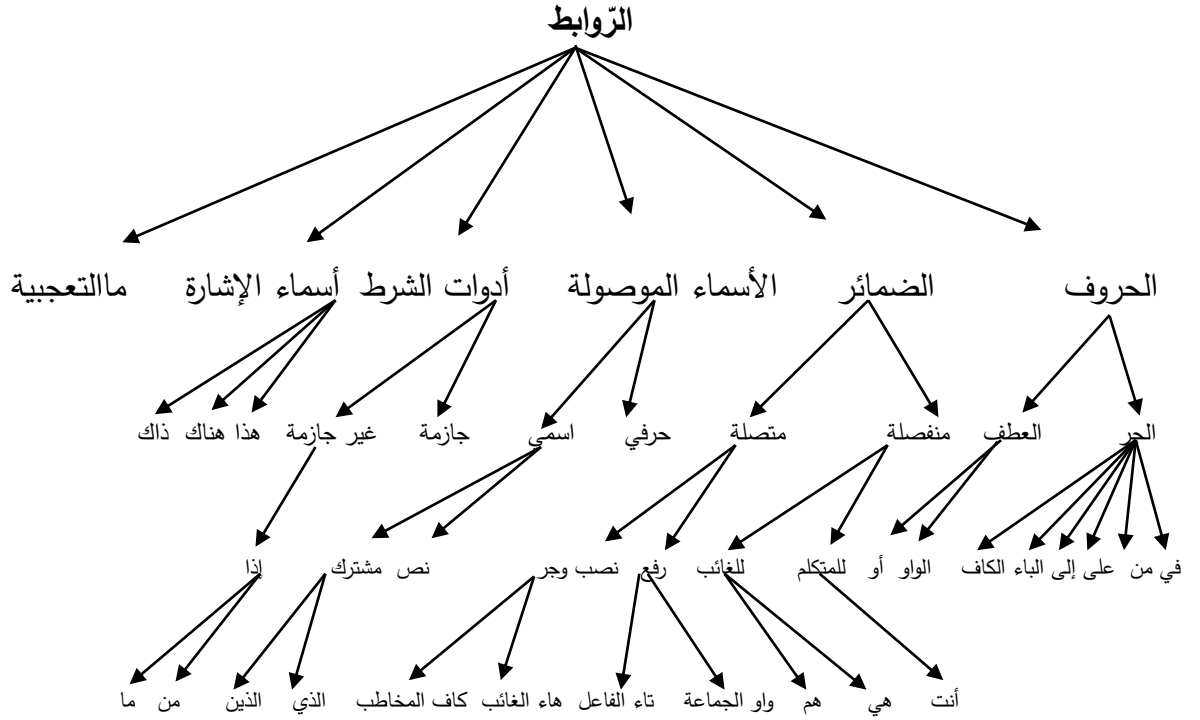 الرّوابط
الحروف الضمائر الأسماء الموصولة أدوات الشرط أسماء الإشارة ماالتعجبية
الجر العطف منفصلة متصلة حرفي اسمي جازمة غير جازمة هذا هناك ذاك
في من على إلى الباء الكاف الواو أو للمتكلم للغائب رفع نصب وجر نص مشترك إذا
أنت هي هم واو الجماعة تاء الفاعل هاء الغائب كاف المخاطب الذي الذين من ما